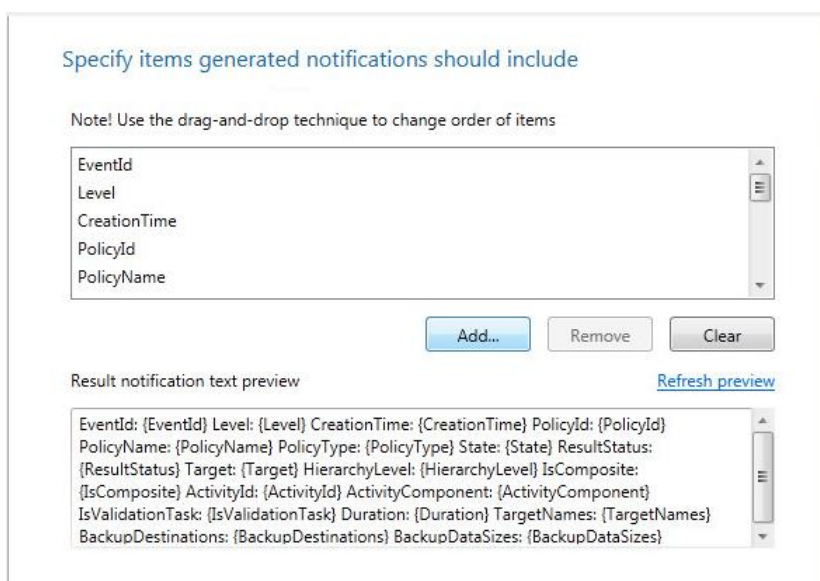 Specify items generated notifications should include
Note! Use the drag-and-drop technique to change order of items
EventId
Level
CreationTime
PolicyId
PolicyName
Add...
Remove
Clear
Result notification text preview
Refresh preview
EventId: {EventId} Level: {Level} CreationTime: {CreationTime} PolicyId: {PolicyId}
PolicyName: {PolicyName} PolicyType: {PolicyType} State: {State} ResultStatus:
{ResultStatus} Target: {Target} HierarchyLevel: {HierarchyLevel} IsComposite:
{IsComposite} ActivityId: {ActivityId} ActivityComponent: {ActivityComponent}
IsValidationTask: {IsValidationTask} Duration: {Duration} TargetNames: {TargetNames}
BackupDestinations: {BackupDestinations} BackupDataSizes: {BackupDataSizes}